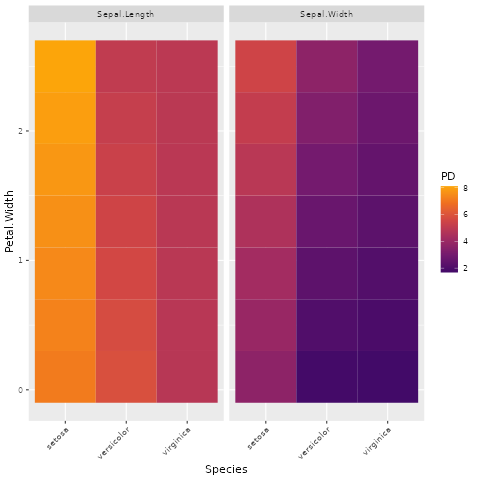 Sepal.Length
Sepal.Width
Petal.Width
2
1
0
setosa
versicolor
virginica
setosa
versicolor
virginica
Species
PD
8
6
4
2